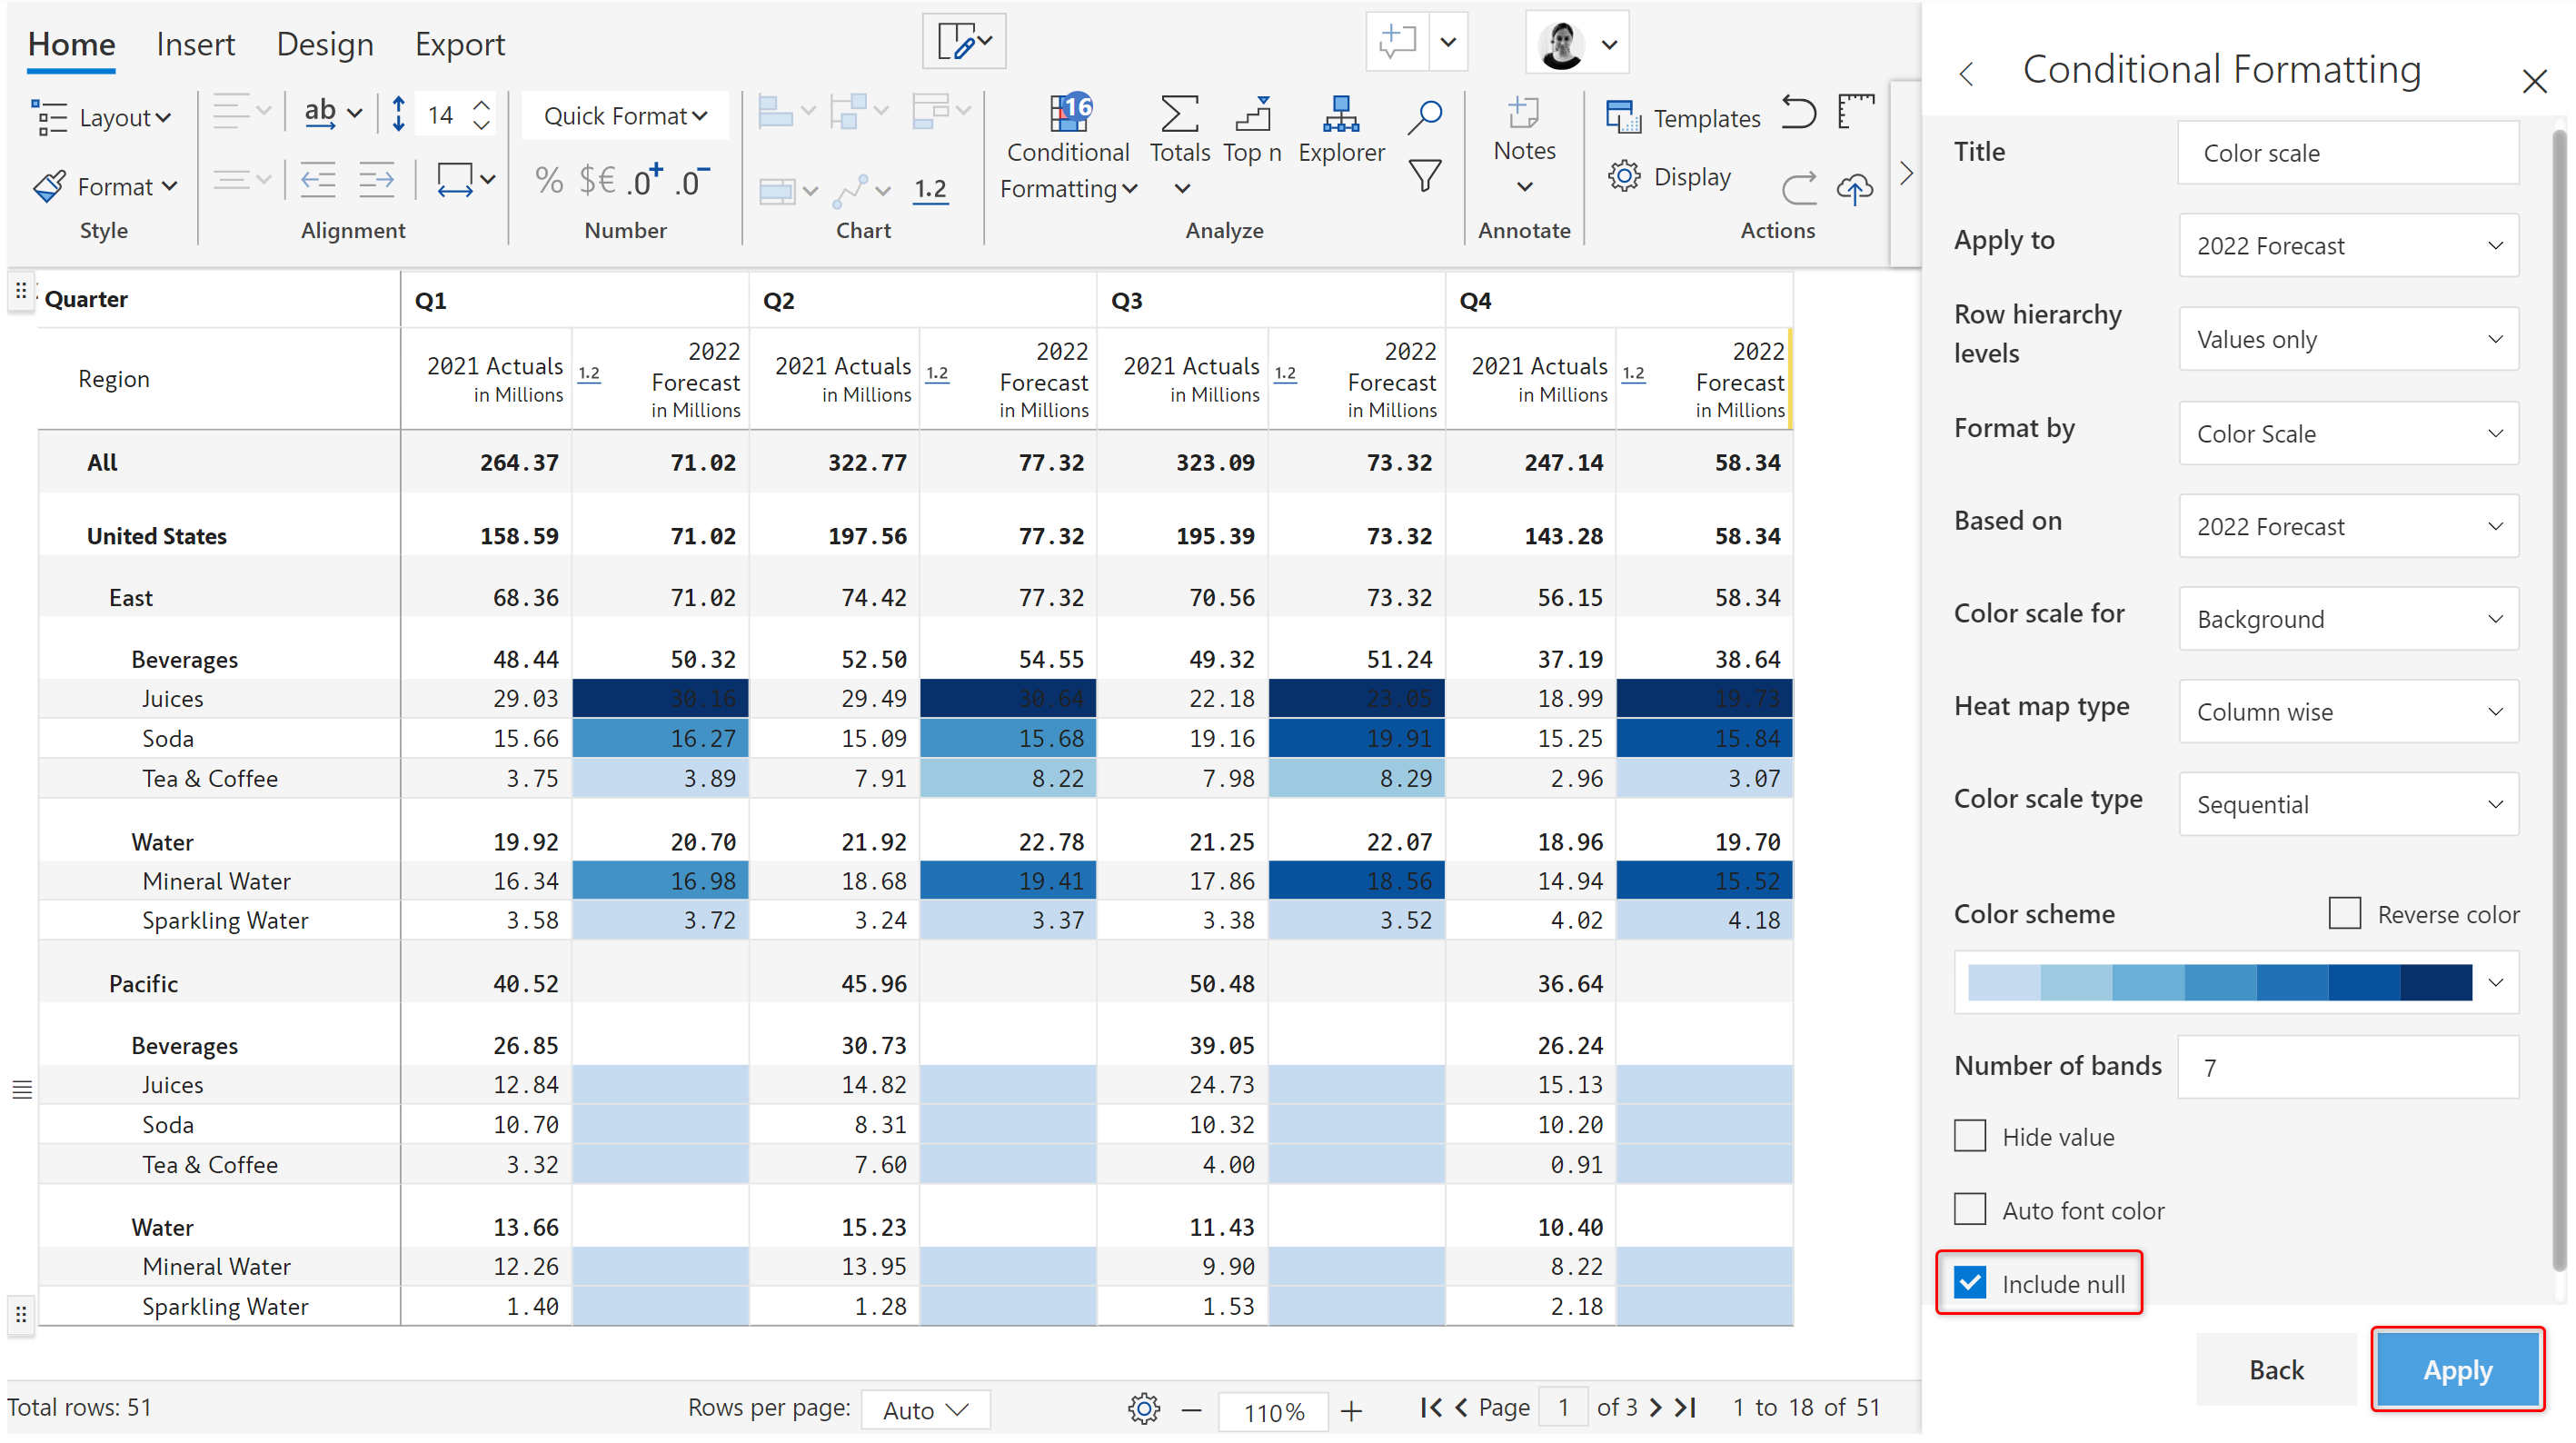 Home Insert Design Export
Layout ab 14 Quick Format 16 Templates
Conditional Formatting Totals Top n Explorer Notes
Format % $€ .0+ .0- 1.2 Display
Style Alignment Number Chart Analyze Annotate Actions
Quarter Q1 Q2 Q3 Q4
Region 2021 Actuals in Millions 1.2 2022 Forecast in Millions 2021 Actuals in Millions 1.2 2022 Forecast in Millions 2021 Actuals in Millions 1.2 2022 Forecast in Millions 2021 Actuals in Millions 1.2 2022 Forecast in Millions
All 264.37 71.02 322.77 77.32 323.09 73.32 247.14 58.34
United States 158.59 71.02 197.56 77.32 195.39 73.32 143.28 58.34
East 68.36 71.02 74.42 77.32 70.56 73.32 56.15 58.34
Beverages 48.44 50.32 52.50 54.55 49.32 51.24 37.19 38.64
Juices 29.03 30.16 29.49 30.64 22.18 23.05 18.99 19.73
Soda 15.66 16.27 15.09 15.68 19.16 19.91 15.25 15.84
Tea & Coffee 3.75 3.89 7.91 8.22 7.98 8.29 2.96 3.07
Water 19.92 20.70 21.92 22.78 21.25 22.07 18.96 19.70
Mineral Water 16.34 16.98 18.68 19.41 17.86 18.56 14.94 15.52
Sparkling Water 3.58 3.72 3.24 3.37 3.38 3.52 4.02 4.18
Pacific 40.52 45.96 50.48 36.64
Beverages 26.85 30.73 39.05 26.24
Juices 12.84 14.82 24.73 15.13
Soda 10.70 8.31 10.32 10.20
Tea & Coffee 3.32 7.60 4.00 0.91
Water 13.66 15.23 11.43 10.40
Mineral Water 12.26 13.95 9.90 8.22
Sparkling Water 1.40 1.28 1.53 2.18
Total rows: 51 Rows per page: Auto 110% Page 1 of 3 1 to 18 of 51
Conditional Formatting
Title Color scale
Apply to 2022 Forecast
Row hierarchy levels Values only
Format by Color Scale
Based on 2022 Forecast
Color scale for Background
Heat map type Column wise
Color scale type Sequential
Color scheme Reverse color
Number of bands 7
Hide value
Auto font color
Include null
Back Apply